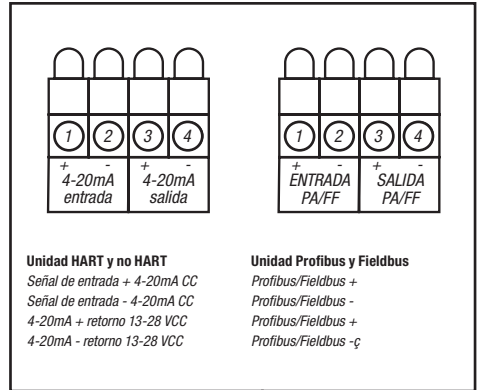 1 2 3 4
+ - + -
4-20mA 4-20mA
entrada salida
1 2 3 4
+ - + -
ENTRADA SALIDA
PA/FF PA/FF
Unidad HART y no HART
Señal de entrada + 4-20mA CC
Señal de entrada - 4-20mA CC
4-20mA + retorno 13-28 VCC
4-20mA - retorno 13-28 VCC
Unidad Profibus y Fieldbus
Profibus/Fieldbus +
Profibus/Fieldbus -
Profibus/Fieldbus +
Profibus/Fieldbus -ç